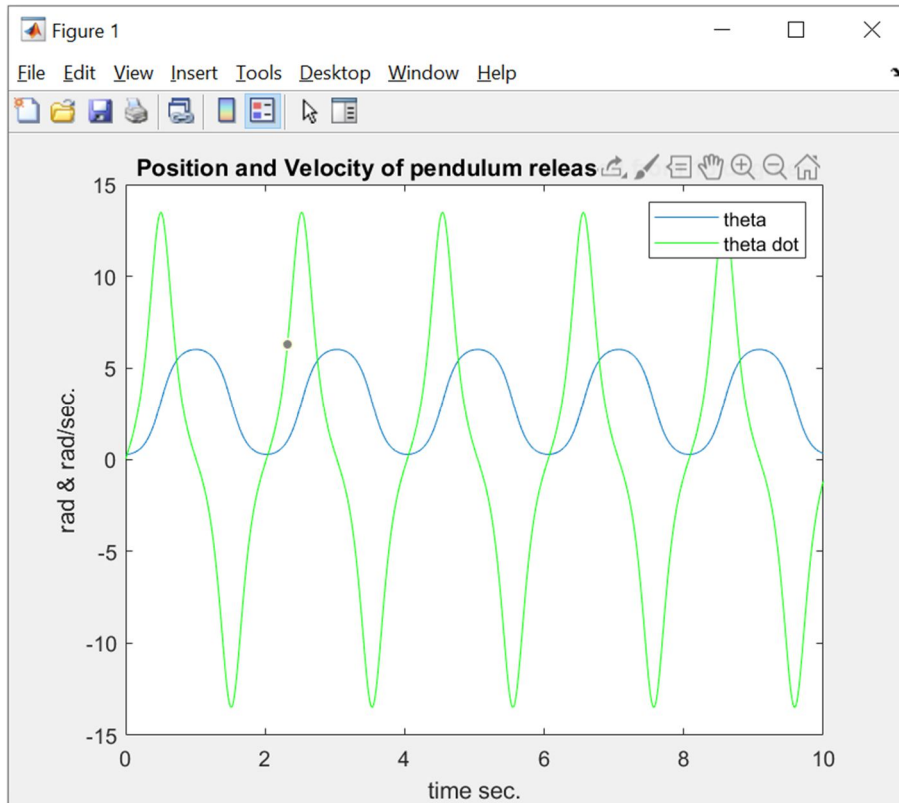 Figure 1
File Edit View Insert Tools Desktop Window Help
Position and Velocity of pendulum releas
theta
theta dot
15
10
5
0
-5
-10
-15
rad & rad/sec.
0 2 4 6 8 10
time sec.